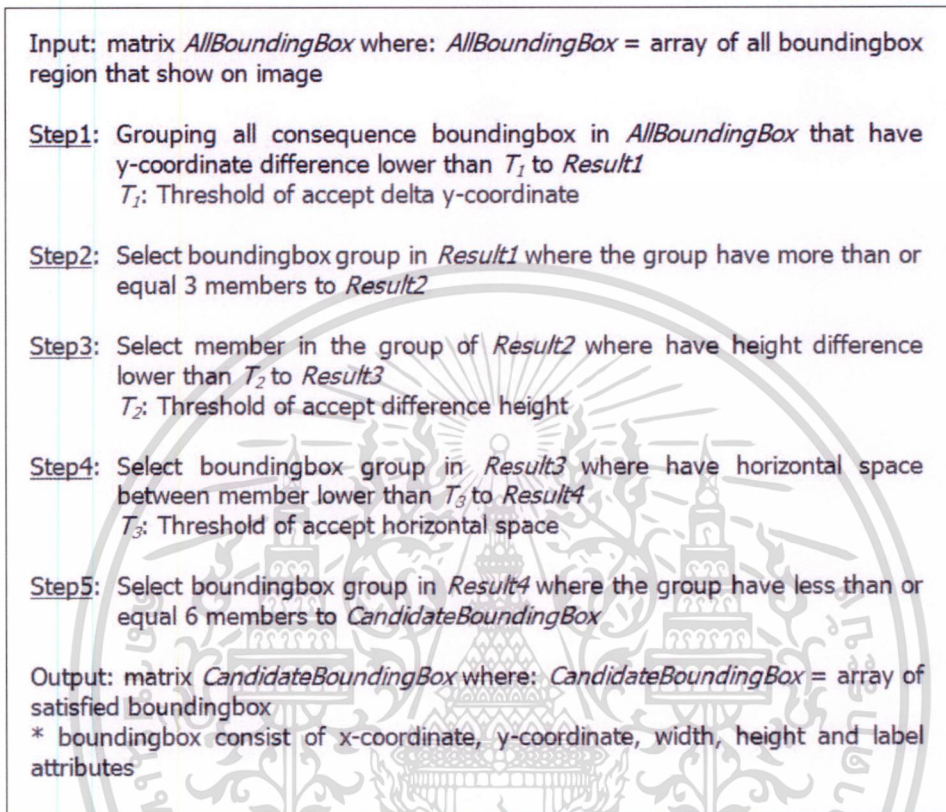 Input: matrix AllBoundingBox where: AllBoundingBox = array of all boundingbox
region that show on image
Step1: Grouping all consequence boundingbox in AllBoundingBox that have
y-coordinate difference lower than T1 to Result1
T1: Threshold of accept delta y-coordinate
Step2: Select boundingbox group in Result1 where the group have more than or
equal 3 members to Result2
Step3: Select member in the group of Result2 where have height difference
lower than T2 to Result3
T2: Threshold of accept difference height
Step4: Select boundingbox group in Result3 where have horizontal space
between member lower than T3 to Result4
T3: Threshold of accept horizontal space
Step5: Select boundingbox group in Result4 where the group have less than or
equal 6 members to CandidateBoundingBox
Output: matrix CandidateBoundingBox where: CandidateBoundingBox = array of
satisfied boundingbox
* boundingbox consist of x-coordinate, y-coordinate, width, height and label
attributes